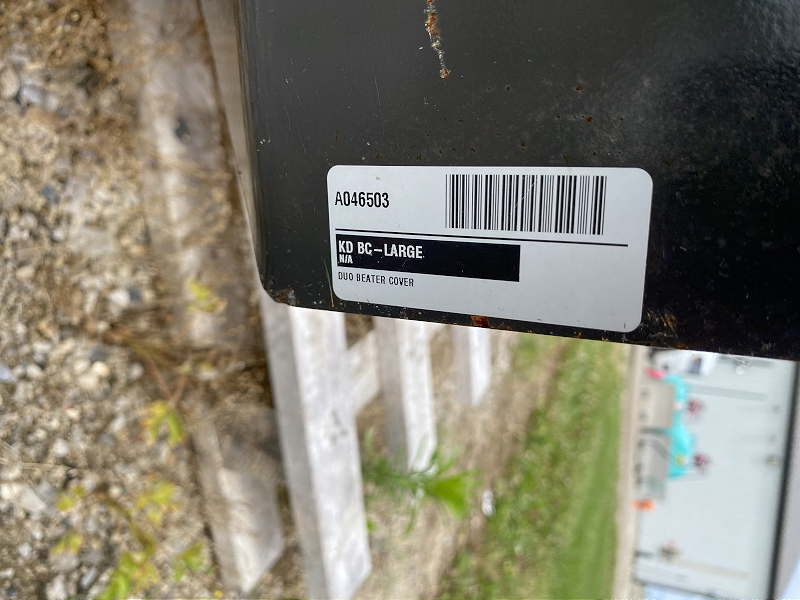 A046503
KD BC-LARGE
N/A
DUO BEATER COVER